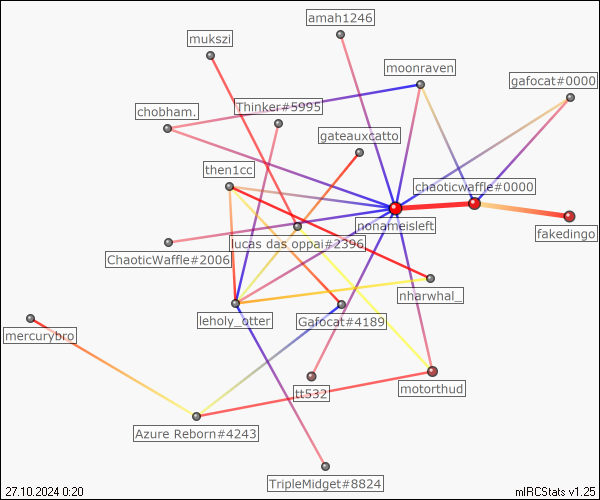 amah1246
mukszi
moonraven
gafocat#0000
Thinker#5995
chobham.
gateauxcatto
then1cc
chaoticwaffle#0000
nonameisleft
fakedingo
lucas das oppai#2396
ChaoticWaffle#2006
nharwhal_
leholy_otter
Gafocat#4189
mercurybro
tt532
motorthud
Azure Reborn#4243
TripleMidget#8824
27.10.2024 0:20
mIRCStats v1.25